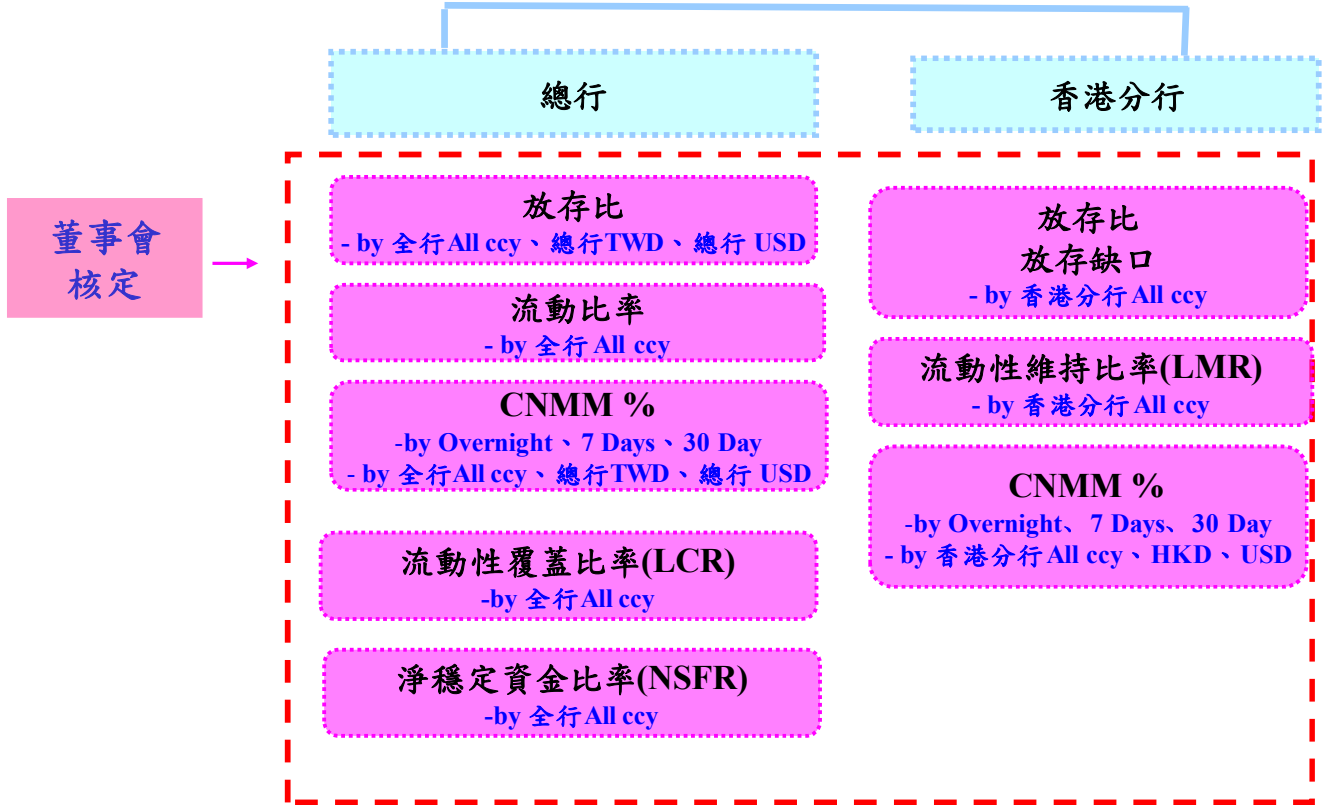 總行
香港分行
董事會
核定
放存比
- by 全行All ccy、總行TWD、總行 USD
流動比率
- by 全行 All ccy
CNMM %
-by Overnight、7 Days、30 Day
- by 全行All ccy、總行TWD、總行 USD
流動性覆蓋比率(LCR)
-by 全行All ccy
淨穩定資金比率(NSFR)
-by 全行All ccy
放存比
放存缺口
- by 香港分行All ccy
流動性維持比率(LMR)
- by 香港分行All ccy
CNMM %
-by Overnight、7 Days、30 Day
- by 香港分行All ccy、HKD、USD